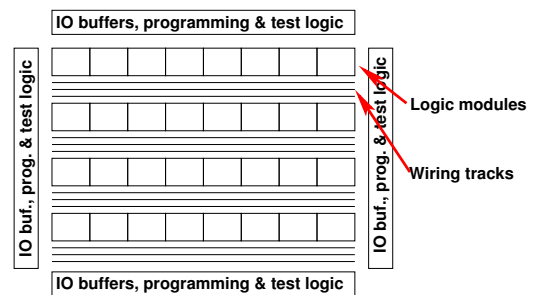 IO buffers, programming & test logic
IO buf., prog. & test logic
IO buf., prog. & test logic
Logic modules
Wiring tracks
IO buffers, programming & test logic